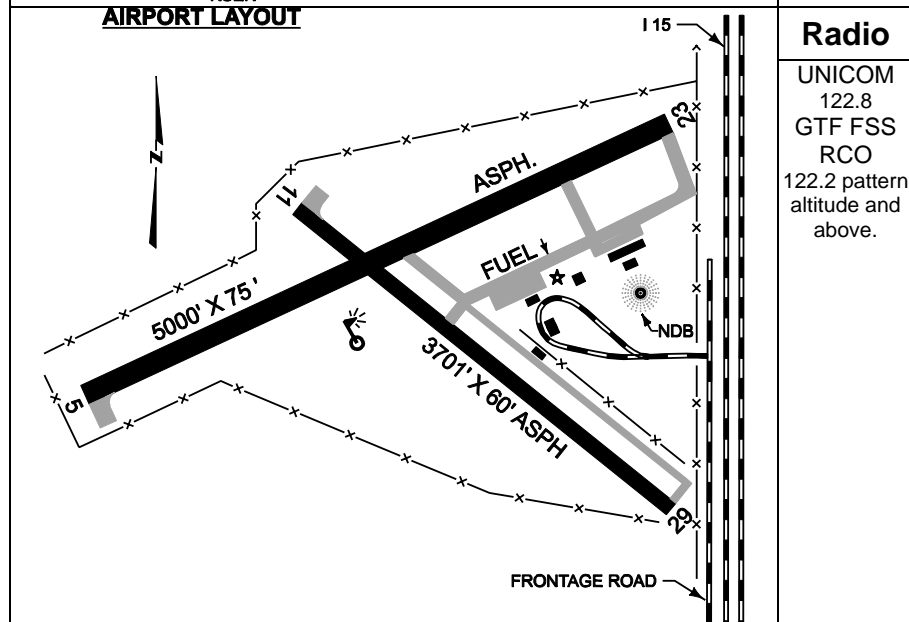 AIRPORT LAYOUT
I 15
N
23
ASPH.
11
FUEL
5000' X 75'
NDB
3701' X 60' ASPH
5
29
FRONTAGE ROAD
Radio
UNICOM
122.8
GTF FSS
RCO
122.2 pattern
altitude and
above.